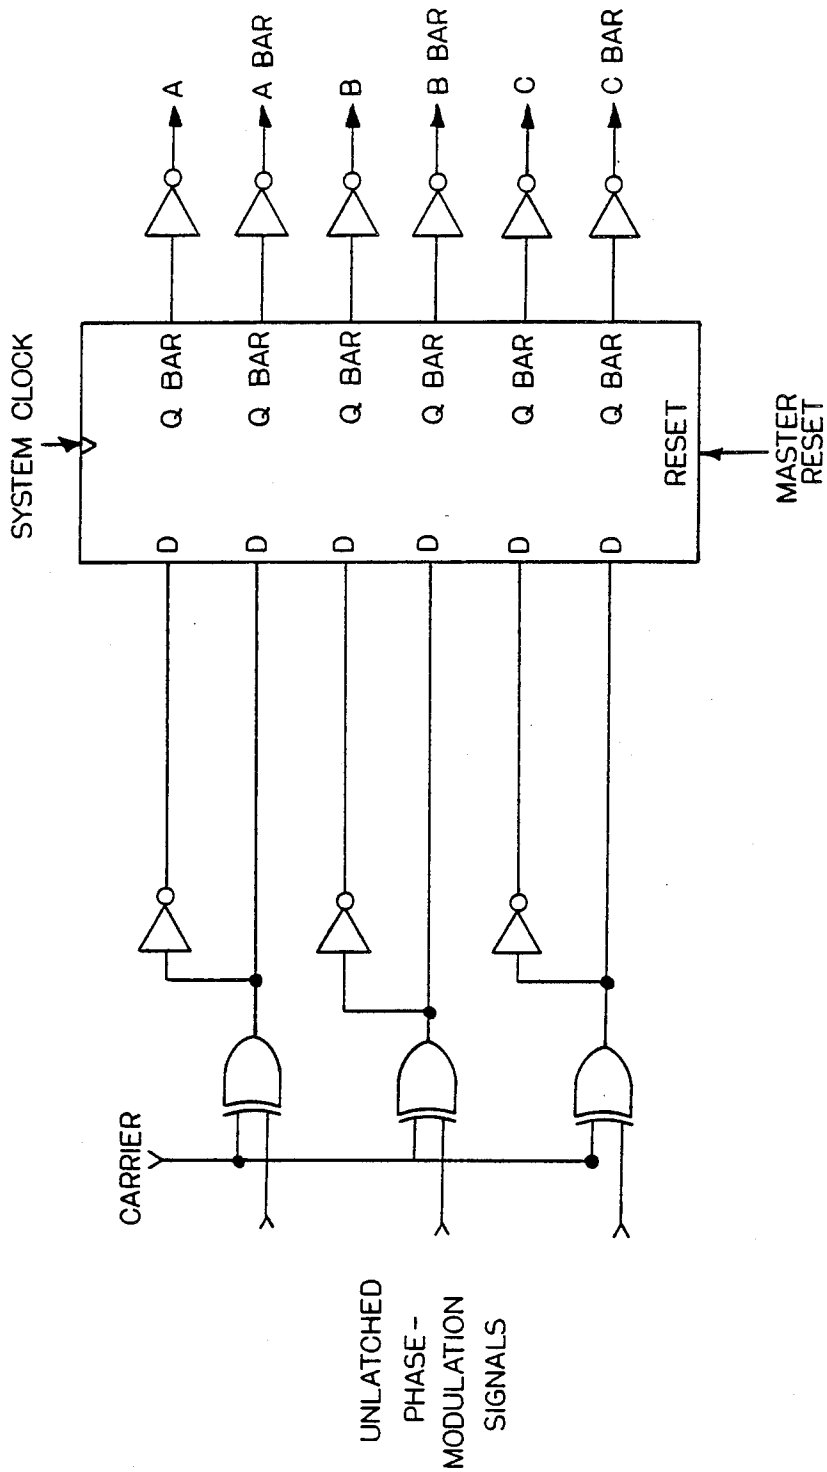 SYSTEM CLOCK
A
A BAR
B
B BAR
C
C BAR
Q BAR
Q BAR
Q BAR
Q BAR
Q BAR
Q BAR
RESET
MASTER
RESET
D
D
D
D
D
D
CARRIER
UNLATCHED
PHASE-
MODULATION
SIGNALS